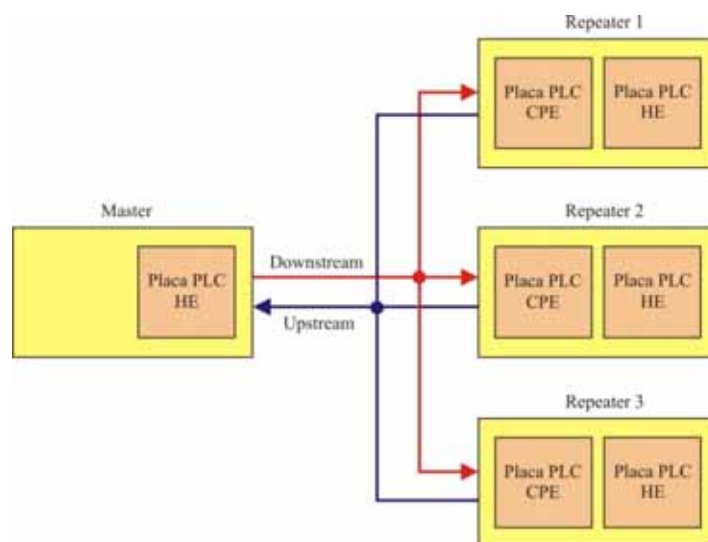 Repeater 1
Placa PLC
CPE
Placa PLC
HE
Master
Placa PLC
HE
Downstream
Upstream
Repeater 2
Placa PLC
CPE
Placa PLC
HE
Repeater 3
Placa PLC
CPE
Placa PLC
HE